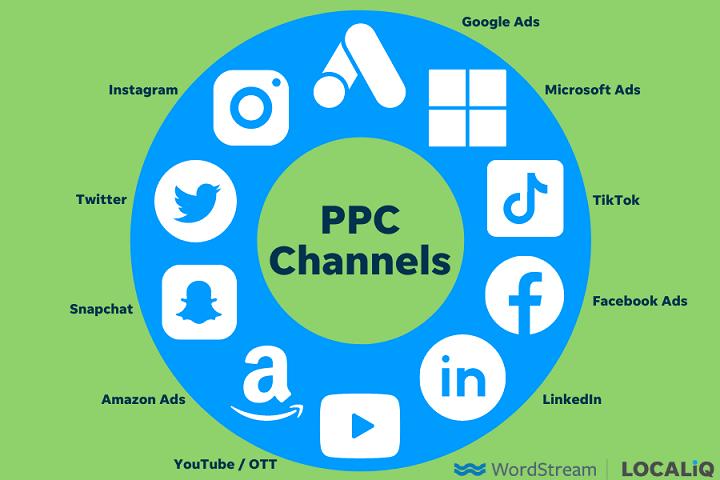 Google Ads
Instagram
Microsoft Ads
Twitter
TikTok
PPC
Channels
Snapchat
Facebook Ads
Amazon Ads
LinkedIn
YouTube / OTT
WordStream
LOCALiQ